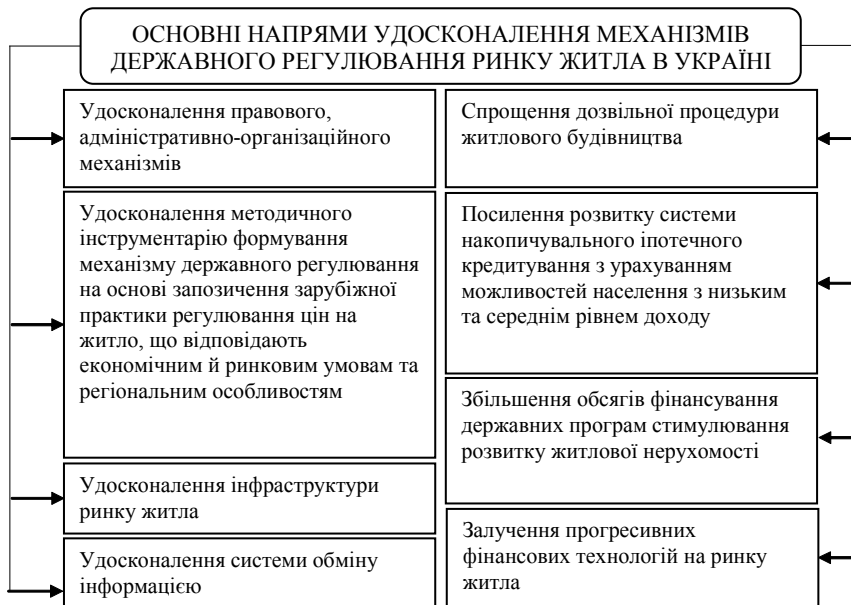 ОСНОВНІ НАПРЯМИ УДОСКОНАЛЕННЯ МЕХАНІЗМІВ
ДЕРЖАВНОГО РЕГУЛЮВАННЯ РИНКУ ЖИТЛА В УКРАЇНІ
Удосконалення правового,
адміністративно-організаційного
механізмів
Удосконалення методичного
інструментарію формування
механізму державного регулювання
на основі запозичення зарубіжної
практики регулювання цін на
житло, що відповідають
економічним й ринковим умовам та
регіональним особливостям
Удосконалення інфраструктури
ринку житла
Удосконалення системи обміну
інформацією
Спрощення дозвільної процедури
житлового будівництва
Посилення розвитку системи
накопичувального іпотечного
кредитування з урахуванням
можливостей населення з низьким
та середнім рівнем доходу
Збільшення обсягів фінансування
державних програм стимулювання
розвитку житлової нерухомості
Залучення прогресивних
фінансових технологій на ринку
житла